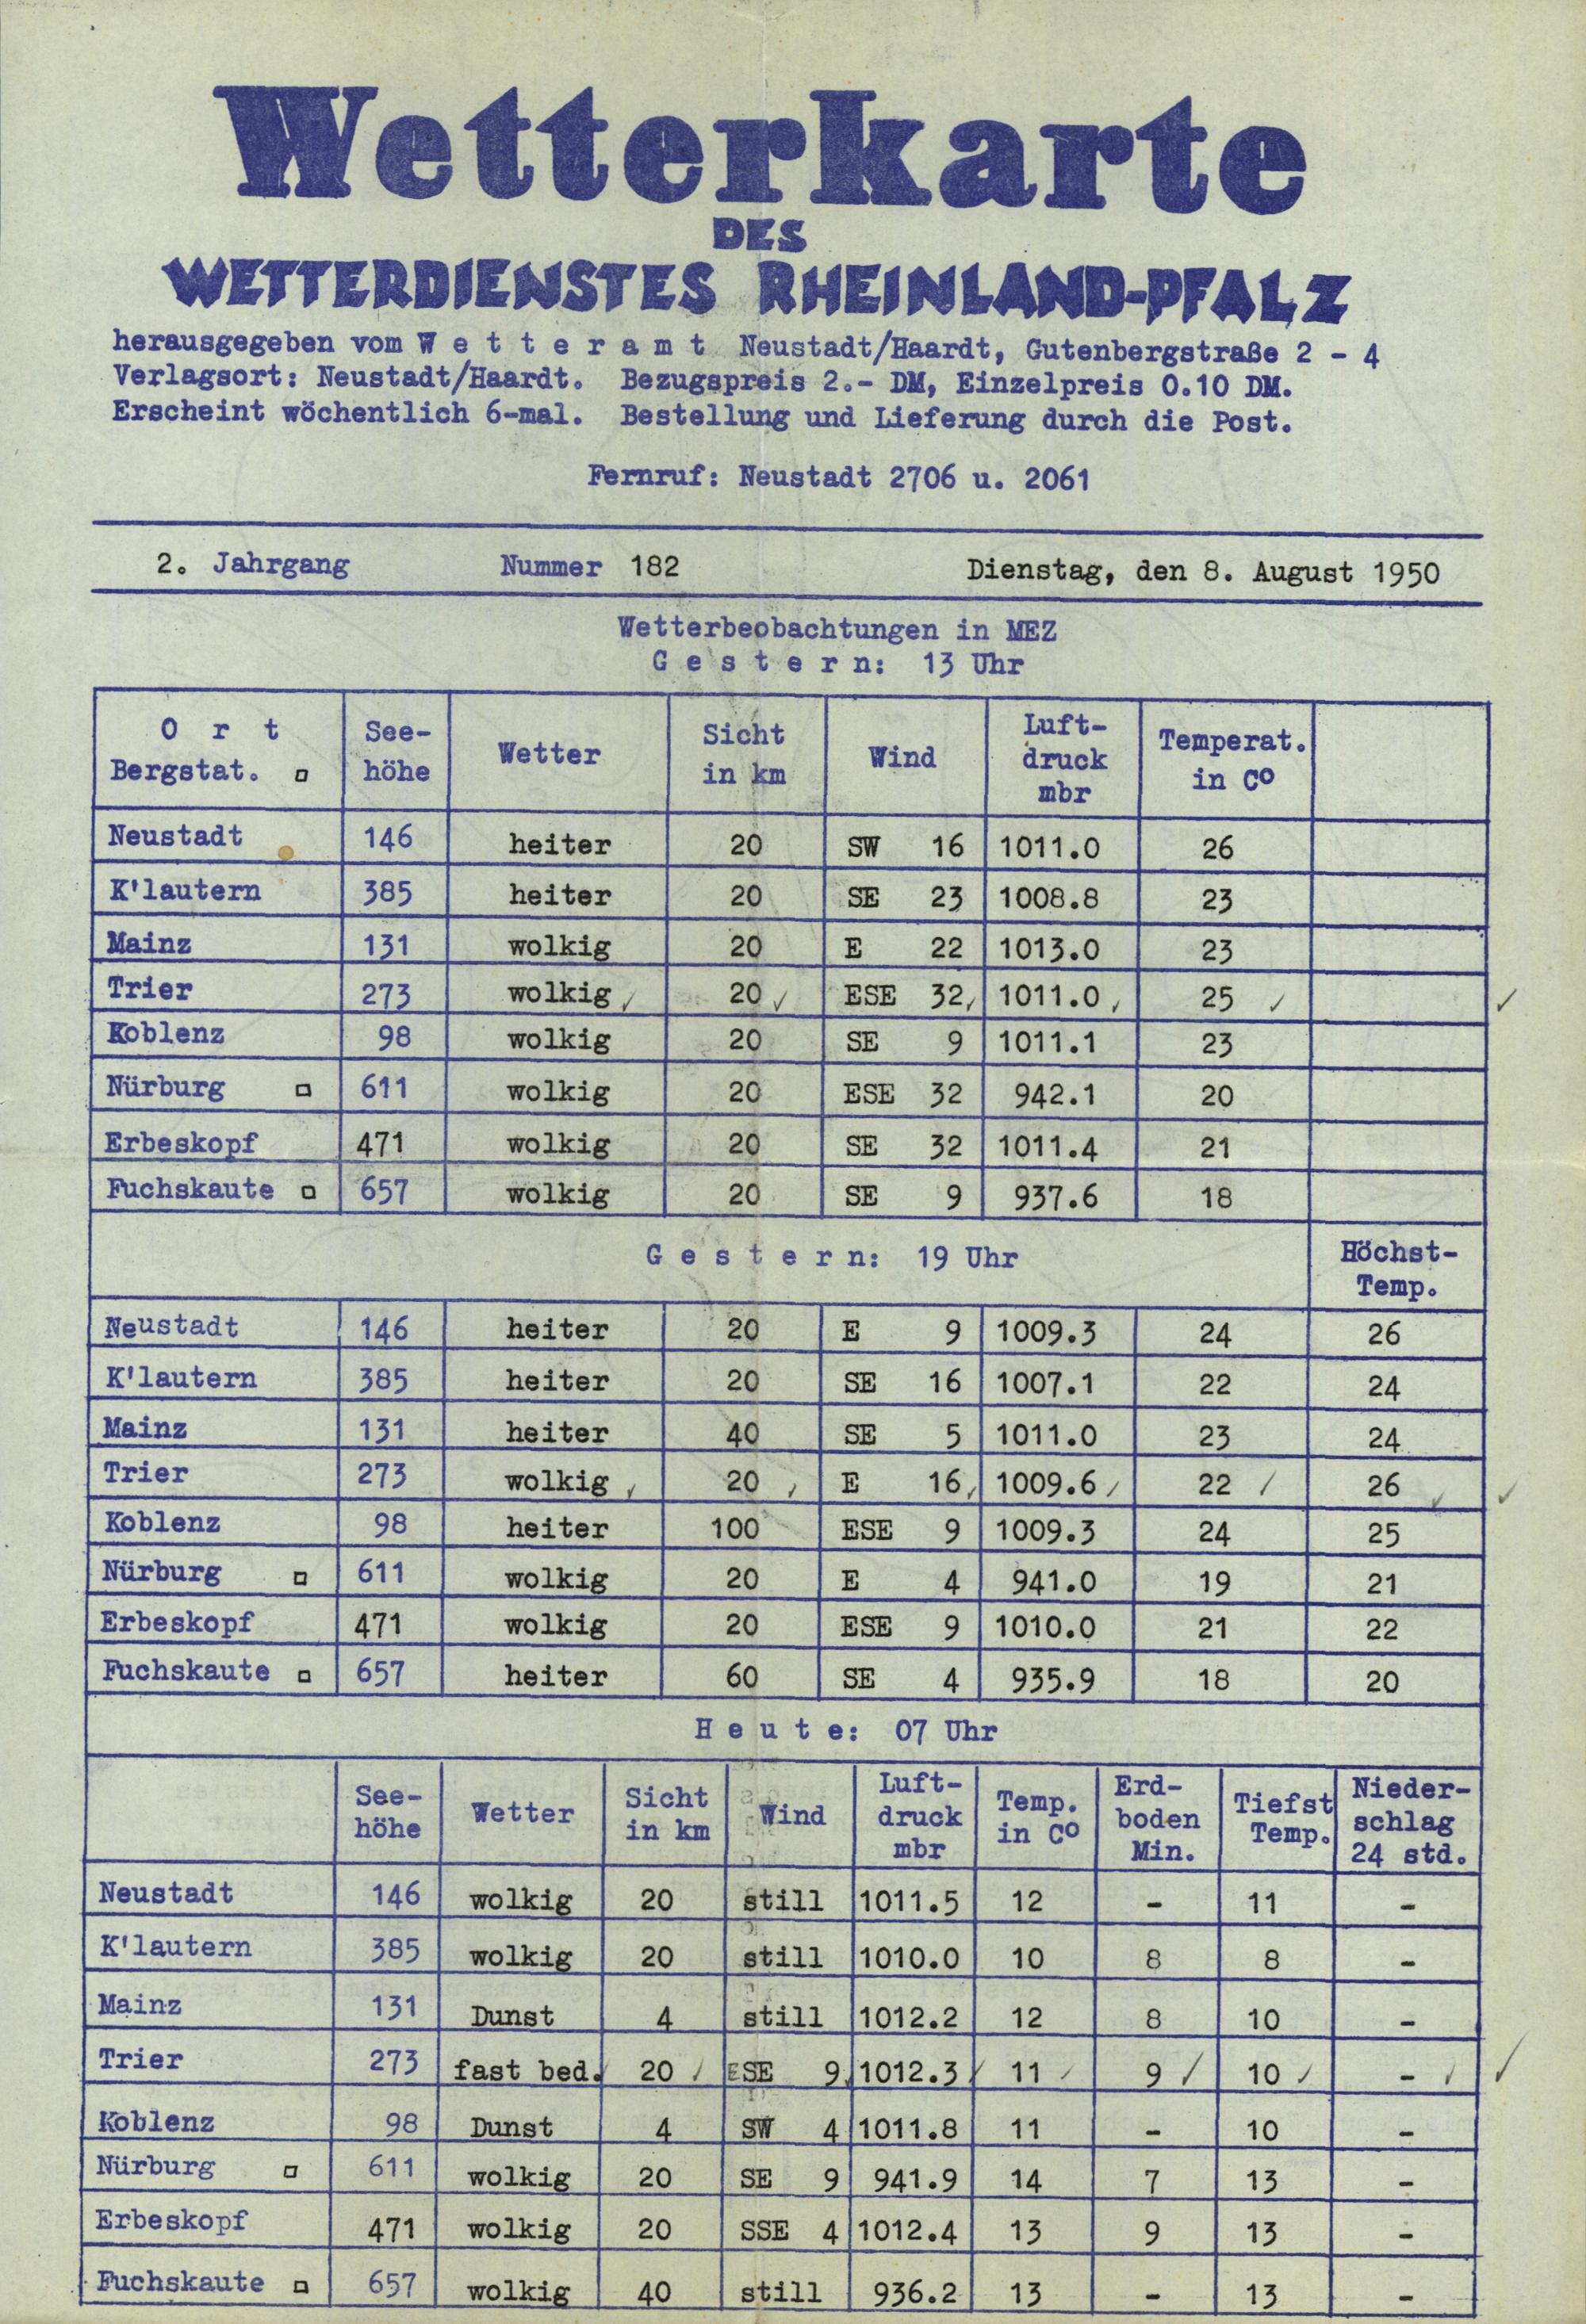 Wetterkarte
DES
WETTERDIENSTES RHEINLAND-PFALZ
herausgegeben vom W e t t e r a m t Neustadt/Haardt, Gutenbergstraße 2 - 4
Verlagsort: Neustadt/Haardt. Bezugspreis 2.- DM, Einzelpreis 0.10 DM.
Erscheint wöchentlich 6-mal. Bestellung und Lieferung durch die Post.
Fernruf: Neustadt 2706 u. 2061
2. Jahrgang Nummer 182 Dienstag, den 8. August 1950
Wetterbeobachtungen in MEZ
G e s t e r n: 13 Uhr
O r t Bergstat. □ See-höhe Wetter Sicht in km Wind Luft-druck mbr Temperat. in C°
Neustadt 146 heiter 20 SW 16 1011.0 26
K'lautern 385 heiter 20 SE 23 1008.8 23
Mainz 131 wolkig 20 E 22 1013.0 23
Trier 273 wolkig 20 ESE 32 1011.0 25
Koblenz 98 wolkig 20 SE 9 1011.1 23
Nürburg □ 611 wolkig 20 ESE 32 942.1 20
Erbeskopf 471 wolkig 20 SE 32 1011.4 21
Fuchskaute □ 657 wolkig 20 SE 9 937.6 18
G e s t e r n: 19 Uhr Höchst-Temp.
Neustadt 146 heiter 20 E 9 1009.3 24 26
K'lautern 385 heiter 20 SE 16 1007.1 22 24
Mainz 131 heiter 40 SE 5 1011.0 23 24
Trier 273 wolkig 20 E 16 1009.6 22 26
Koblenz 98 heiter 100 ESE 9 1009.3 24 25
Nürburg □ 611 wolkig 20 E 4 941.0 19 21
Erbeskopf 471 wolkig 20 ESE 9 1010.0 21 22
Fuchskaute □ 657 heiter 60 SE 4 935.9 18 20
H e u t e: 07 Uhr
See-höhe Wetter Sicht in km Wind Luft-druck mbr Temp. in C° Erd-boden Min. Tiefst Temp. Nieder-schlag 24 std.
Neustadt 146 wolkig 20 still 1011.5 12 - 11 -
K'lautern 385 wolkig 20 still 1010.0 10 8 8 -
Mainz 131 Dunst 4 still 1012.2 12 8 10 -
Trier 273 fast bed. 20 ESE 9 1012.3 11 9 10 -
Koblenz 98 Dunst 4 SW 4 1011.8 11 - 10 -
Nürburg □ 611 wolkig 20 SE 9 941.9 14 7 13 -
Erbeskopf 471 wolkig 20 SSE 4 1012.4 13 9 13 -
Fuchskaute □ 657 wolkig 40 still 936.2 13 - 13 -